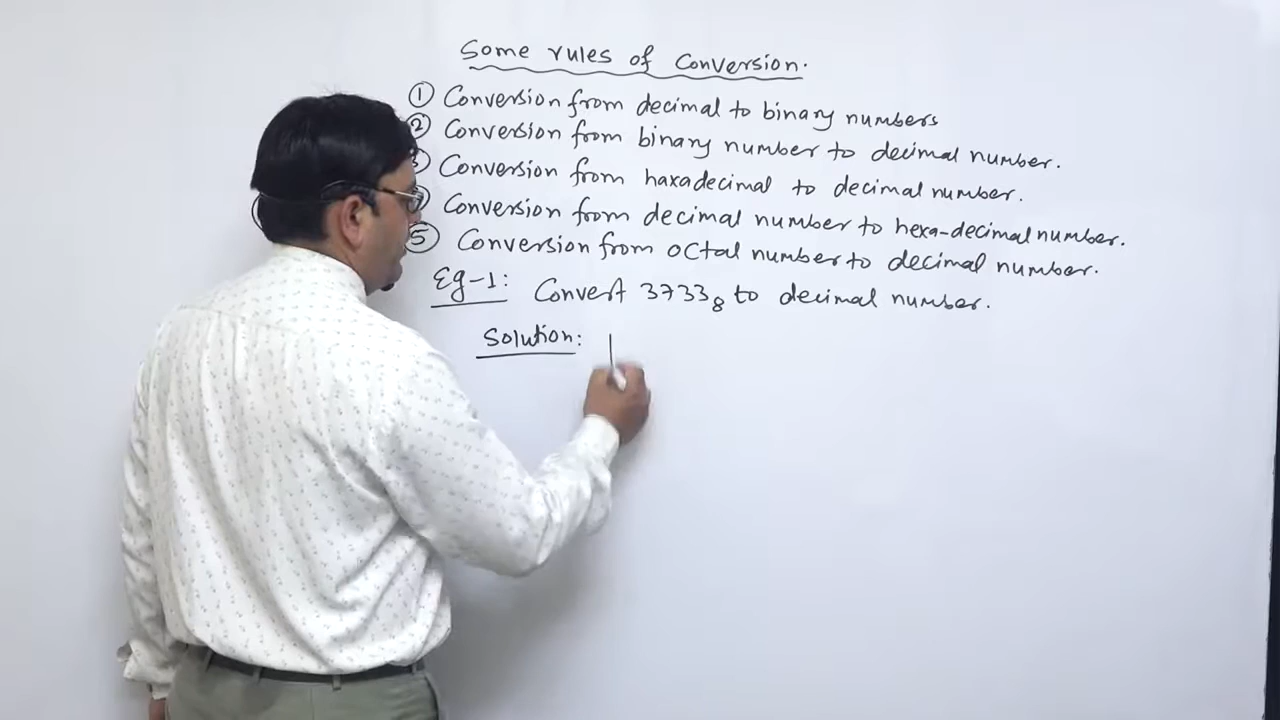 Some rules of Conversion.
① Conversion from decimal to binary numbers
② Conversion from binary number to decimal number.
Conversion from haxadecimal to decimal number.
Conversion from decimal number to hexa-decimal number.
⑤ Conversion from octal number to decimal number.
Eg-1: Convert 3733₈ to decimal number.
Solution: